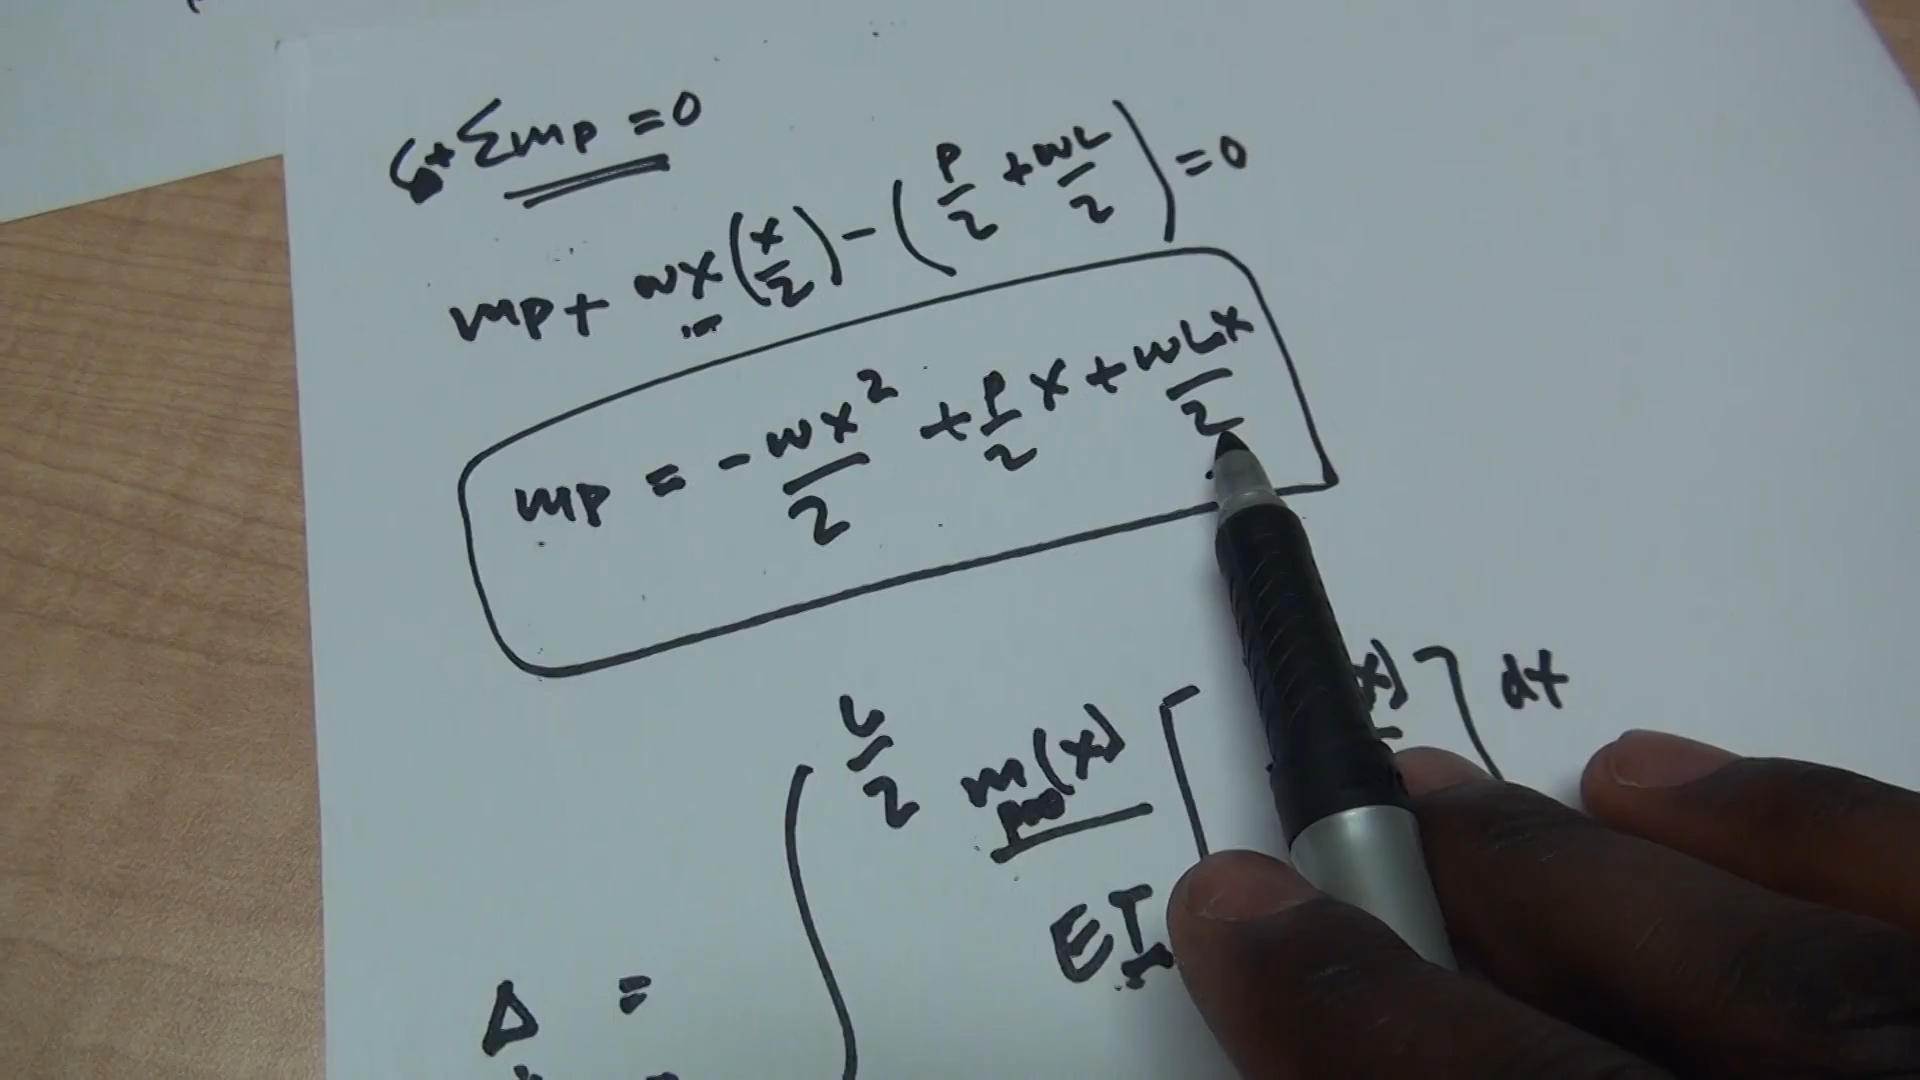 +ΣMP = 0
MP + wx(x/2) - (P/2 + wL/2) = 0
MP = -wx²/2 + P/2 x + wLx/2
Δ = ∫ L/2 m(x) / EI [ x) ] dx